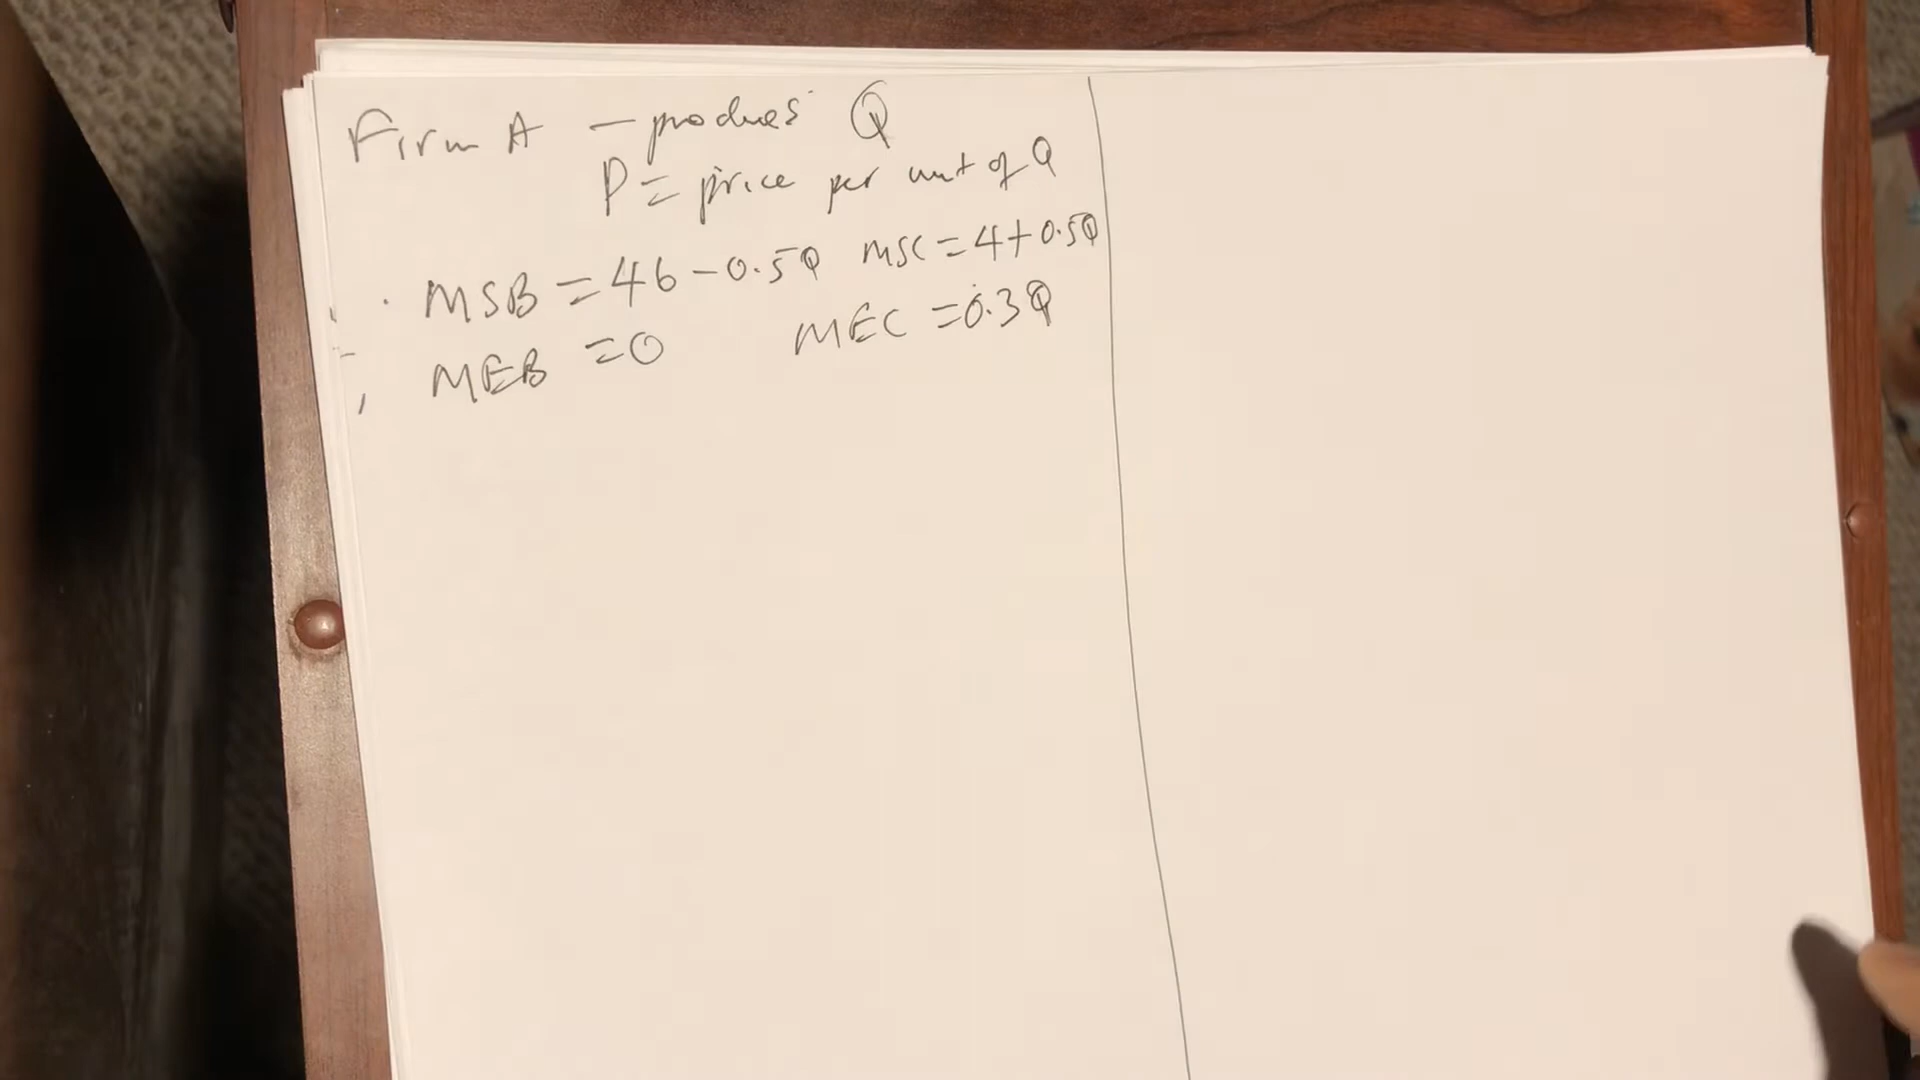 Firm A – produces Q
P = price per unit of Q
MSB = 46 - 0.5Q MSC = 4 + 0.5Q
MEB = 0 MEC = 0.3Q